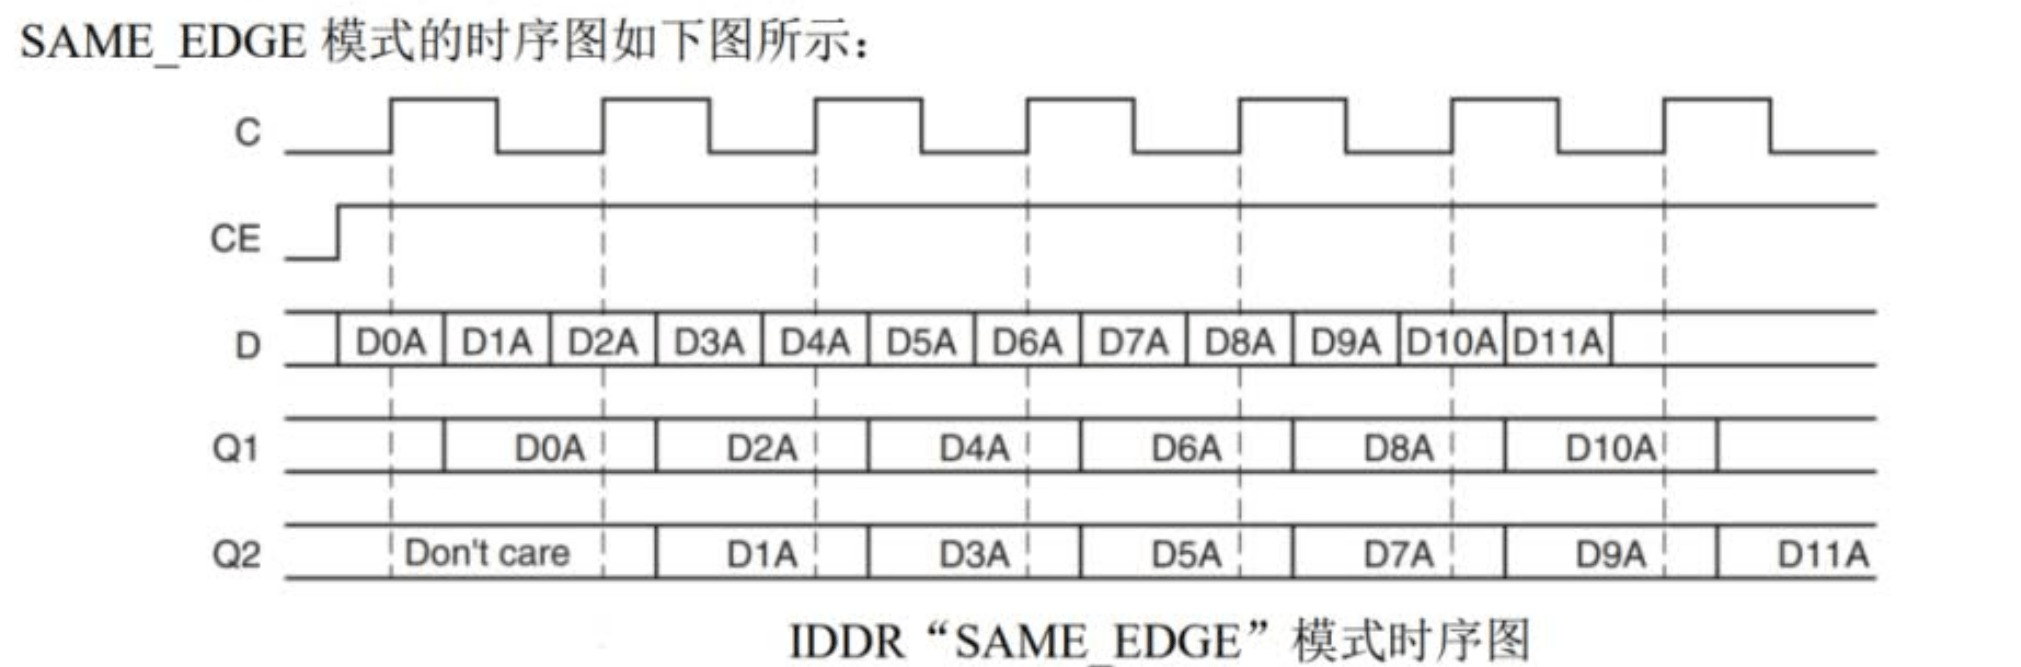 SAME_EDGE 模式的时序图如下图所示：
C
CE
D D0A D1A D2A D3A D4A D5A D6A D7A D8A D9A D10A D11A
Q1 D0A D2A D4A D6A D8A D10A
Q2 Don't care D1A D3A D5A D7A D9A D11A
IDDR “SAME_EDGE” 模式时序图